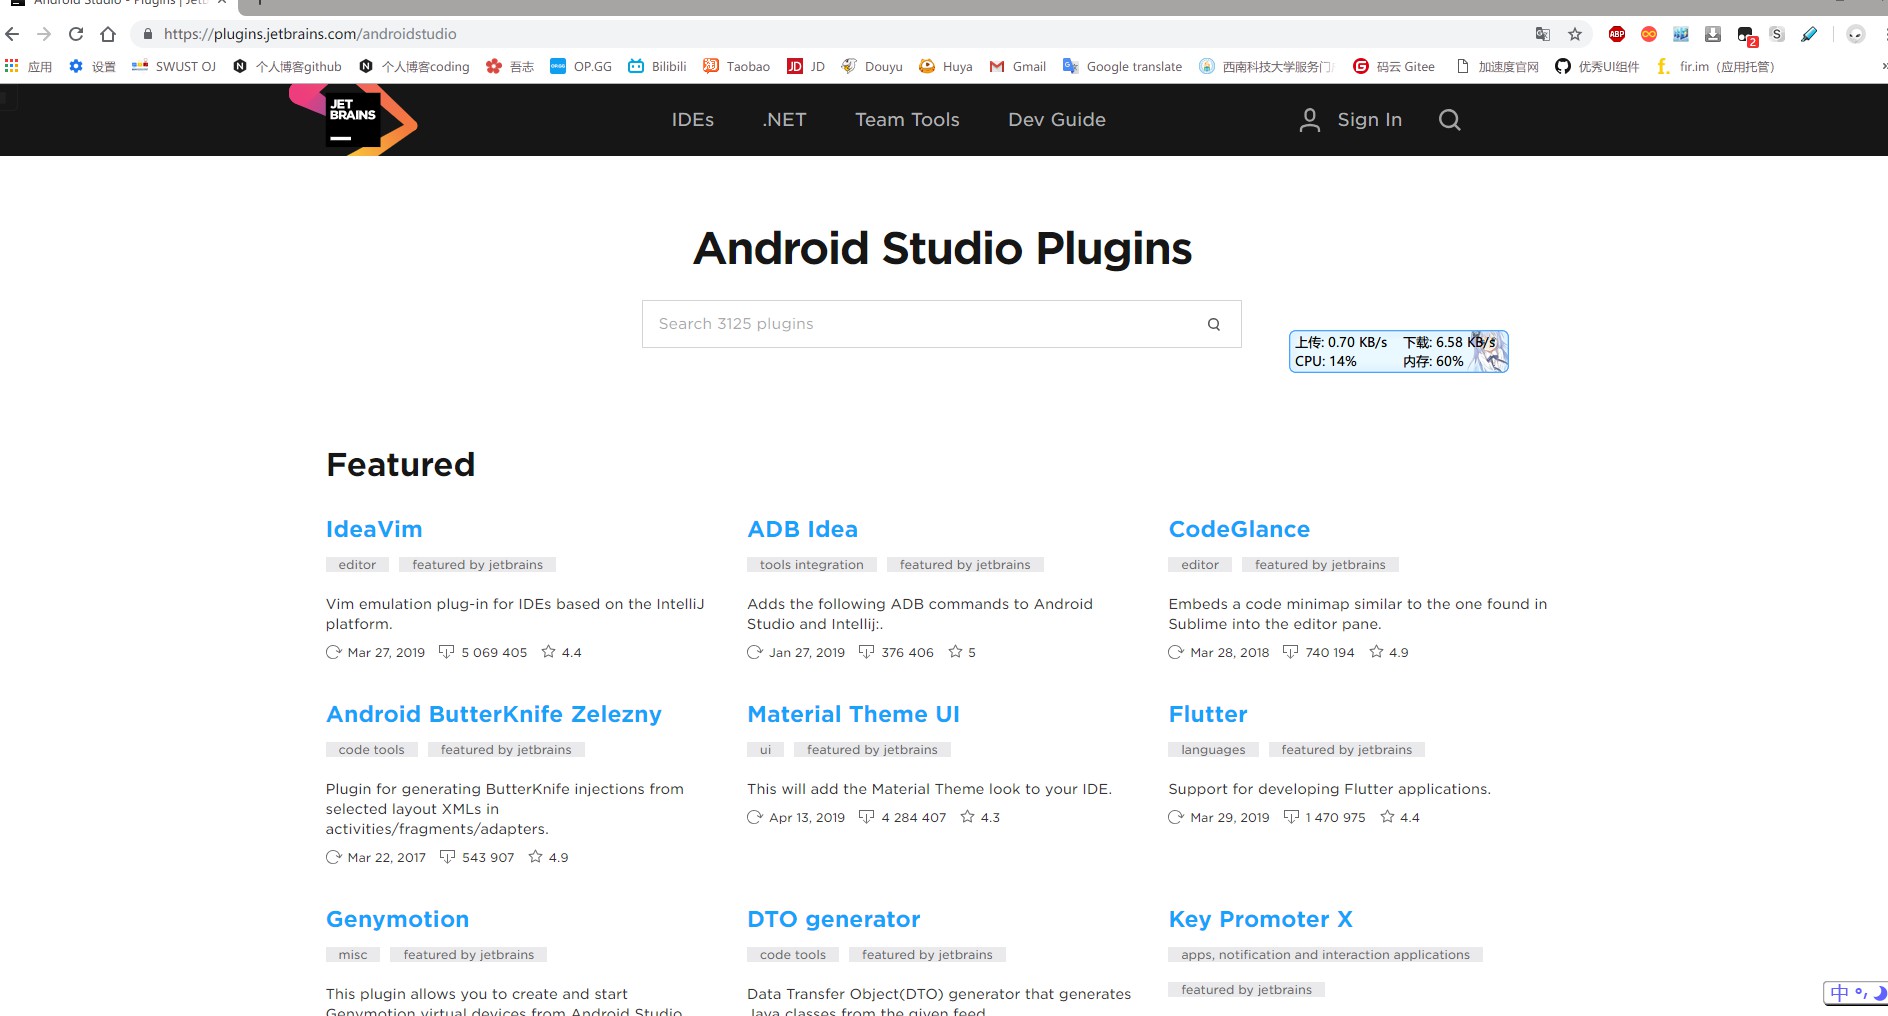 Android Studio - Plugins | Jetb
https://plugins.jetbrains.com/androidstudio
ABP
2
S
应用
设置
SWUST OJ
个人博客github
个人博客coding
吾志
OP.GG
Bilibili
Taobao
JD
Douyu
Huya
Gmail
Google translate
西南科技大学服务门
码云 Gitee
加速度官网
优秀UI组件
fir.im（应用托管）
JET
BRAINS
IDEs
.NET
Team Tools
Dev Guide
Sign In
Android Studio Plugins
Search 3125 plugins
上传: 0.70 KB/s 下载: 6.58 KB/s
CPU: 14% 内存: 60%
Featured
IdeaVim
editor featured by jetbrains
Vim emulation plug-in for IDEs based on the IntelliJ
platform.
Mar 27, 2019 5 069 405 4.4
ADB Idea
tools integration featured by jetbrains
Adds the following ADB commands to Android
Studio and Intellij:.
Jan 27, 2019 376 406 5
CodeGlance
editor featured by jetbrains
Embeds a code minimap similar to the one found in
Sublime into the editor pane.
Mar 28, 2018 740 194 4.9
Android ButterKnife Zelezny
code tools featured by jetbrains
Plugin for generating ButterKnife injections from
selected layout XMLs in
activities/fragments/adapters.
Mar 22, 2017 543 907 4.9
Material Theme UI
ui featured by jetbrains
This will add the Material Theme look to your IDE.
Apr 13, 2019 4 284 407 4.3
Flutter
languages featured by jetbrains
Support for developing Flutter applications.
Mar 29, 2019 1 470 975 4.4
Genymotion
misc featured by jetbrains
This plugin allows you to create and start
Genymotion virtual devices from Android Studio
DTO generator
code tools featured by jetbrains
Data Transfer Object(DTO) generator that generates
Java classes from the given feed
Key Promoter X
apps, notification and interaction applications
featured by jetbrains
中